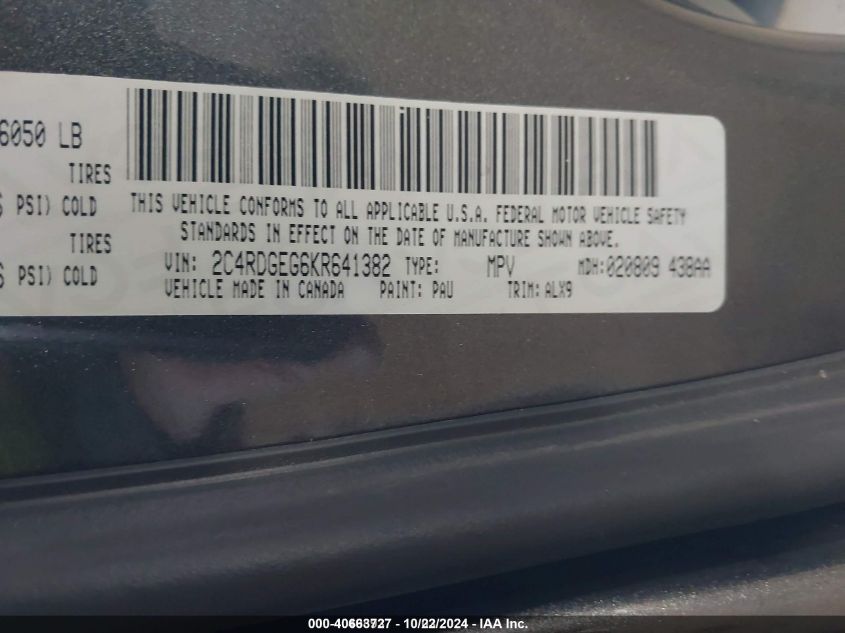 6050 LB
TIRES
PSI) COLD
TIRES
PSI) COLD
THIS VEHICLE CONFORMS TO ALL APPLICABLE U.S.A. FEDERAL MOTOR VEHICLE SAFETY
STANDARDS IN EFFECT ON THE DATE OF MANUFACTURE SHOWN ABOVE.
VIN: 2C4RDGEG6KR641382 TYPE: MPV MDH:020809 438AA
VEHICLE MADE IN CANADA PAINT: PAU TRIM: ALX9
000-40663727 - 10/22/2024 - IAA Inc.